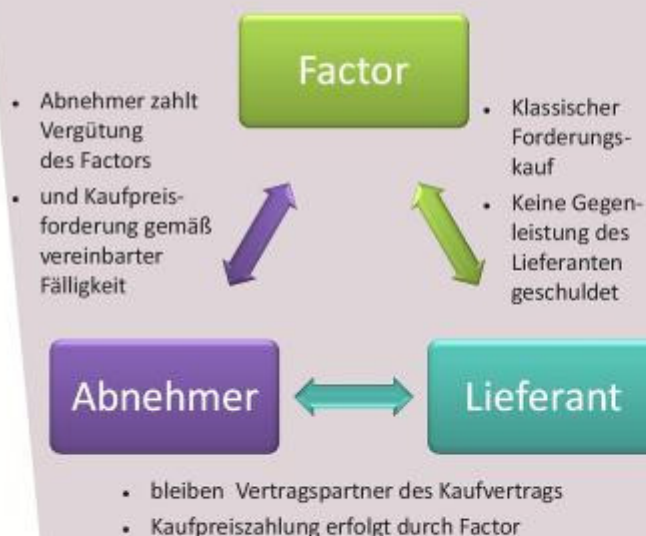 Factor
• Abnehmer zahlt
Vergütung
des Factors
• und Kaufpreis-
forderung gemäß
vereinbarter
Fälligkeit
• Klassischer
Forderungs-
kauf
• Keine Gegen-
leistung des
Lieferanten
geschuldet
Abnehmer
Lieferant
• bleiben Vertragspartner des Kaufvertrags
• Kaufpreiszahlung erfolgt durch Factor